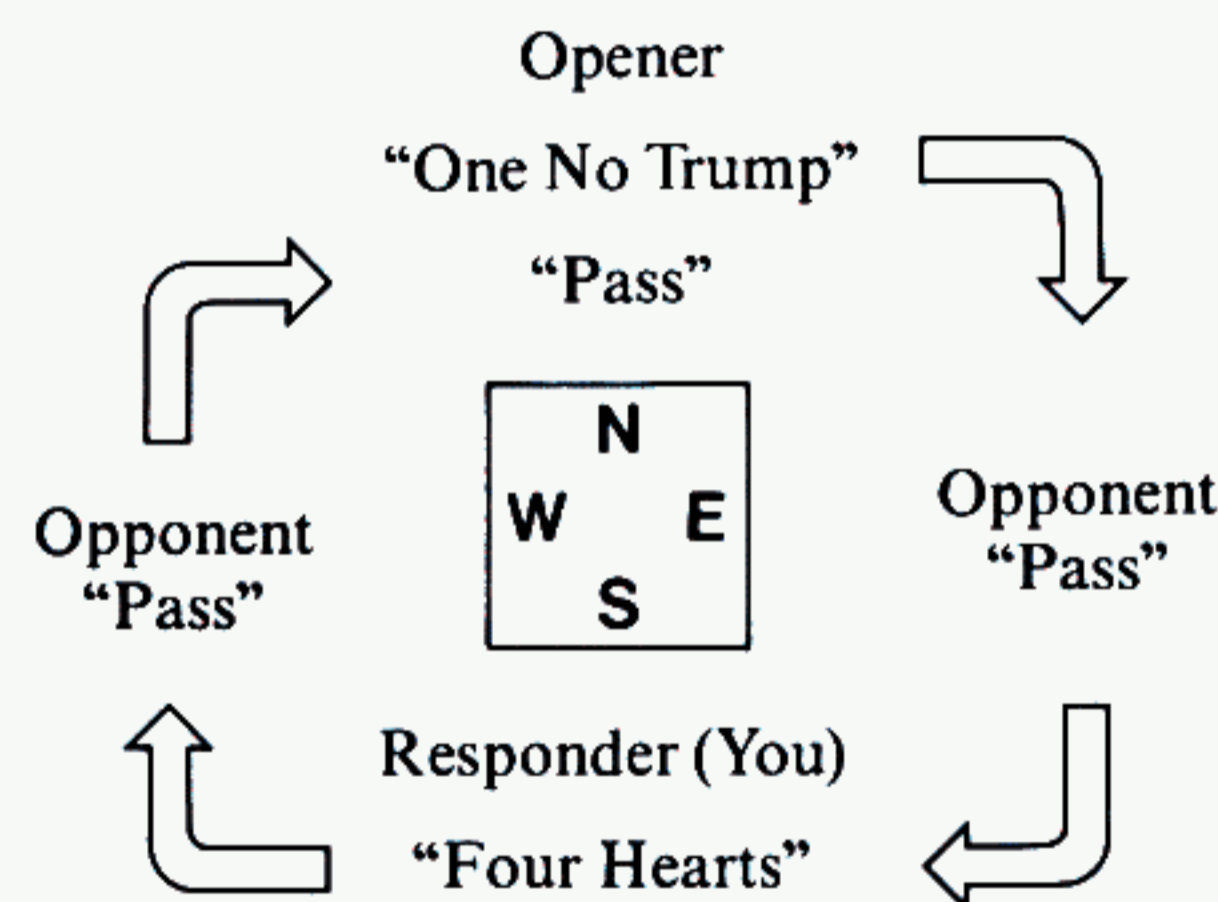 Opener
“One No Trump”
“Pass”
N
W E
S
Opponent
“Pass”
Opponent
“Pass”
Responder (You)
“Four Hearts”